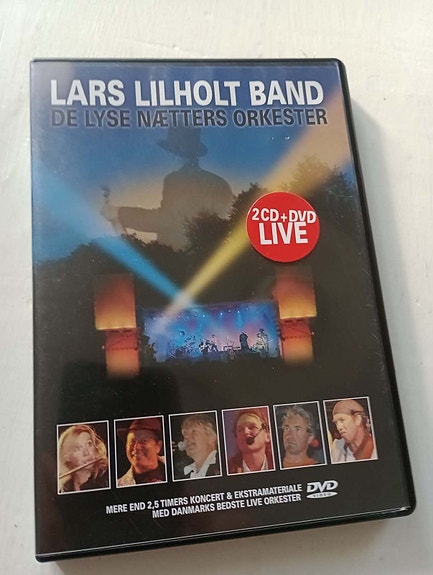 LARS LILHOLT BAND
DE LYSE NÆTTERS ORKESTER
2CD+DVD
LIVE
MERE END 2,5 TIMERS KONCERT & EKSTRAMATERIALE
MED DANMARKS BEDSTE LIVE ORKESTER
DVD
VIDEO